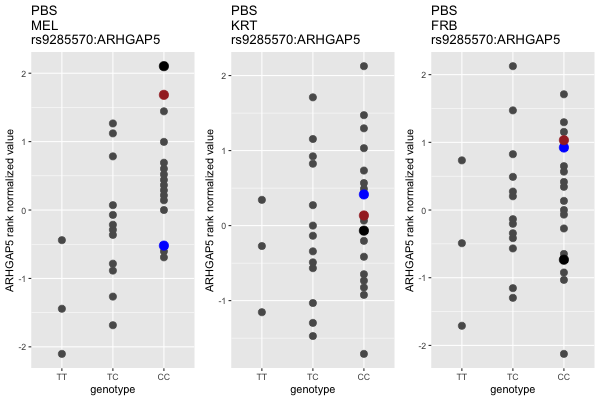 PBS
MEL
rs9285570:ARHGAP5
ARHGAP5 rank normalized value
2
1
0
-1
-2
TT
TC
CC
genotype
PBS
KRT
rs9285570:ARHGAP5
ARHGAP5 rank normalized value
2
1
0
-1
TT
TC
CC
genotype
PBS
FRB
rs9285570:ARHGAP5
ARHGAP5 rank normalized value
2
1
0
-1
-2
TT
TC
CC
genotype